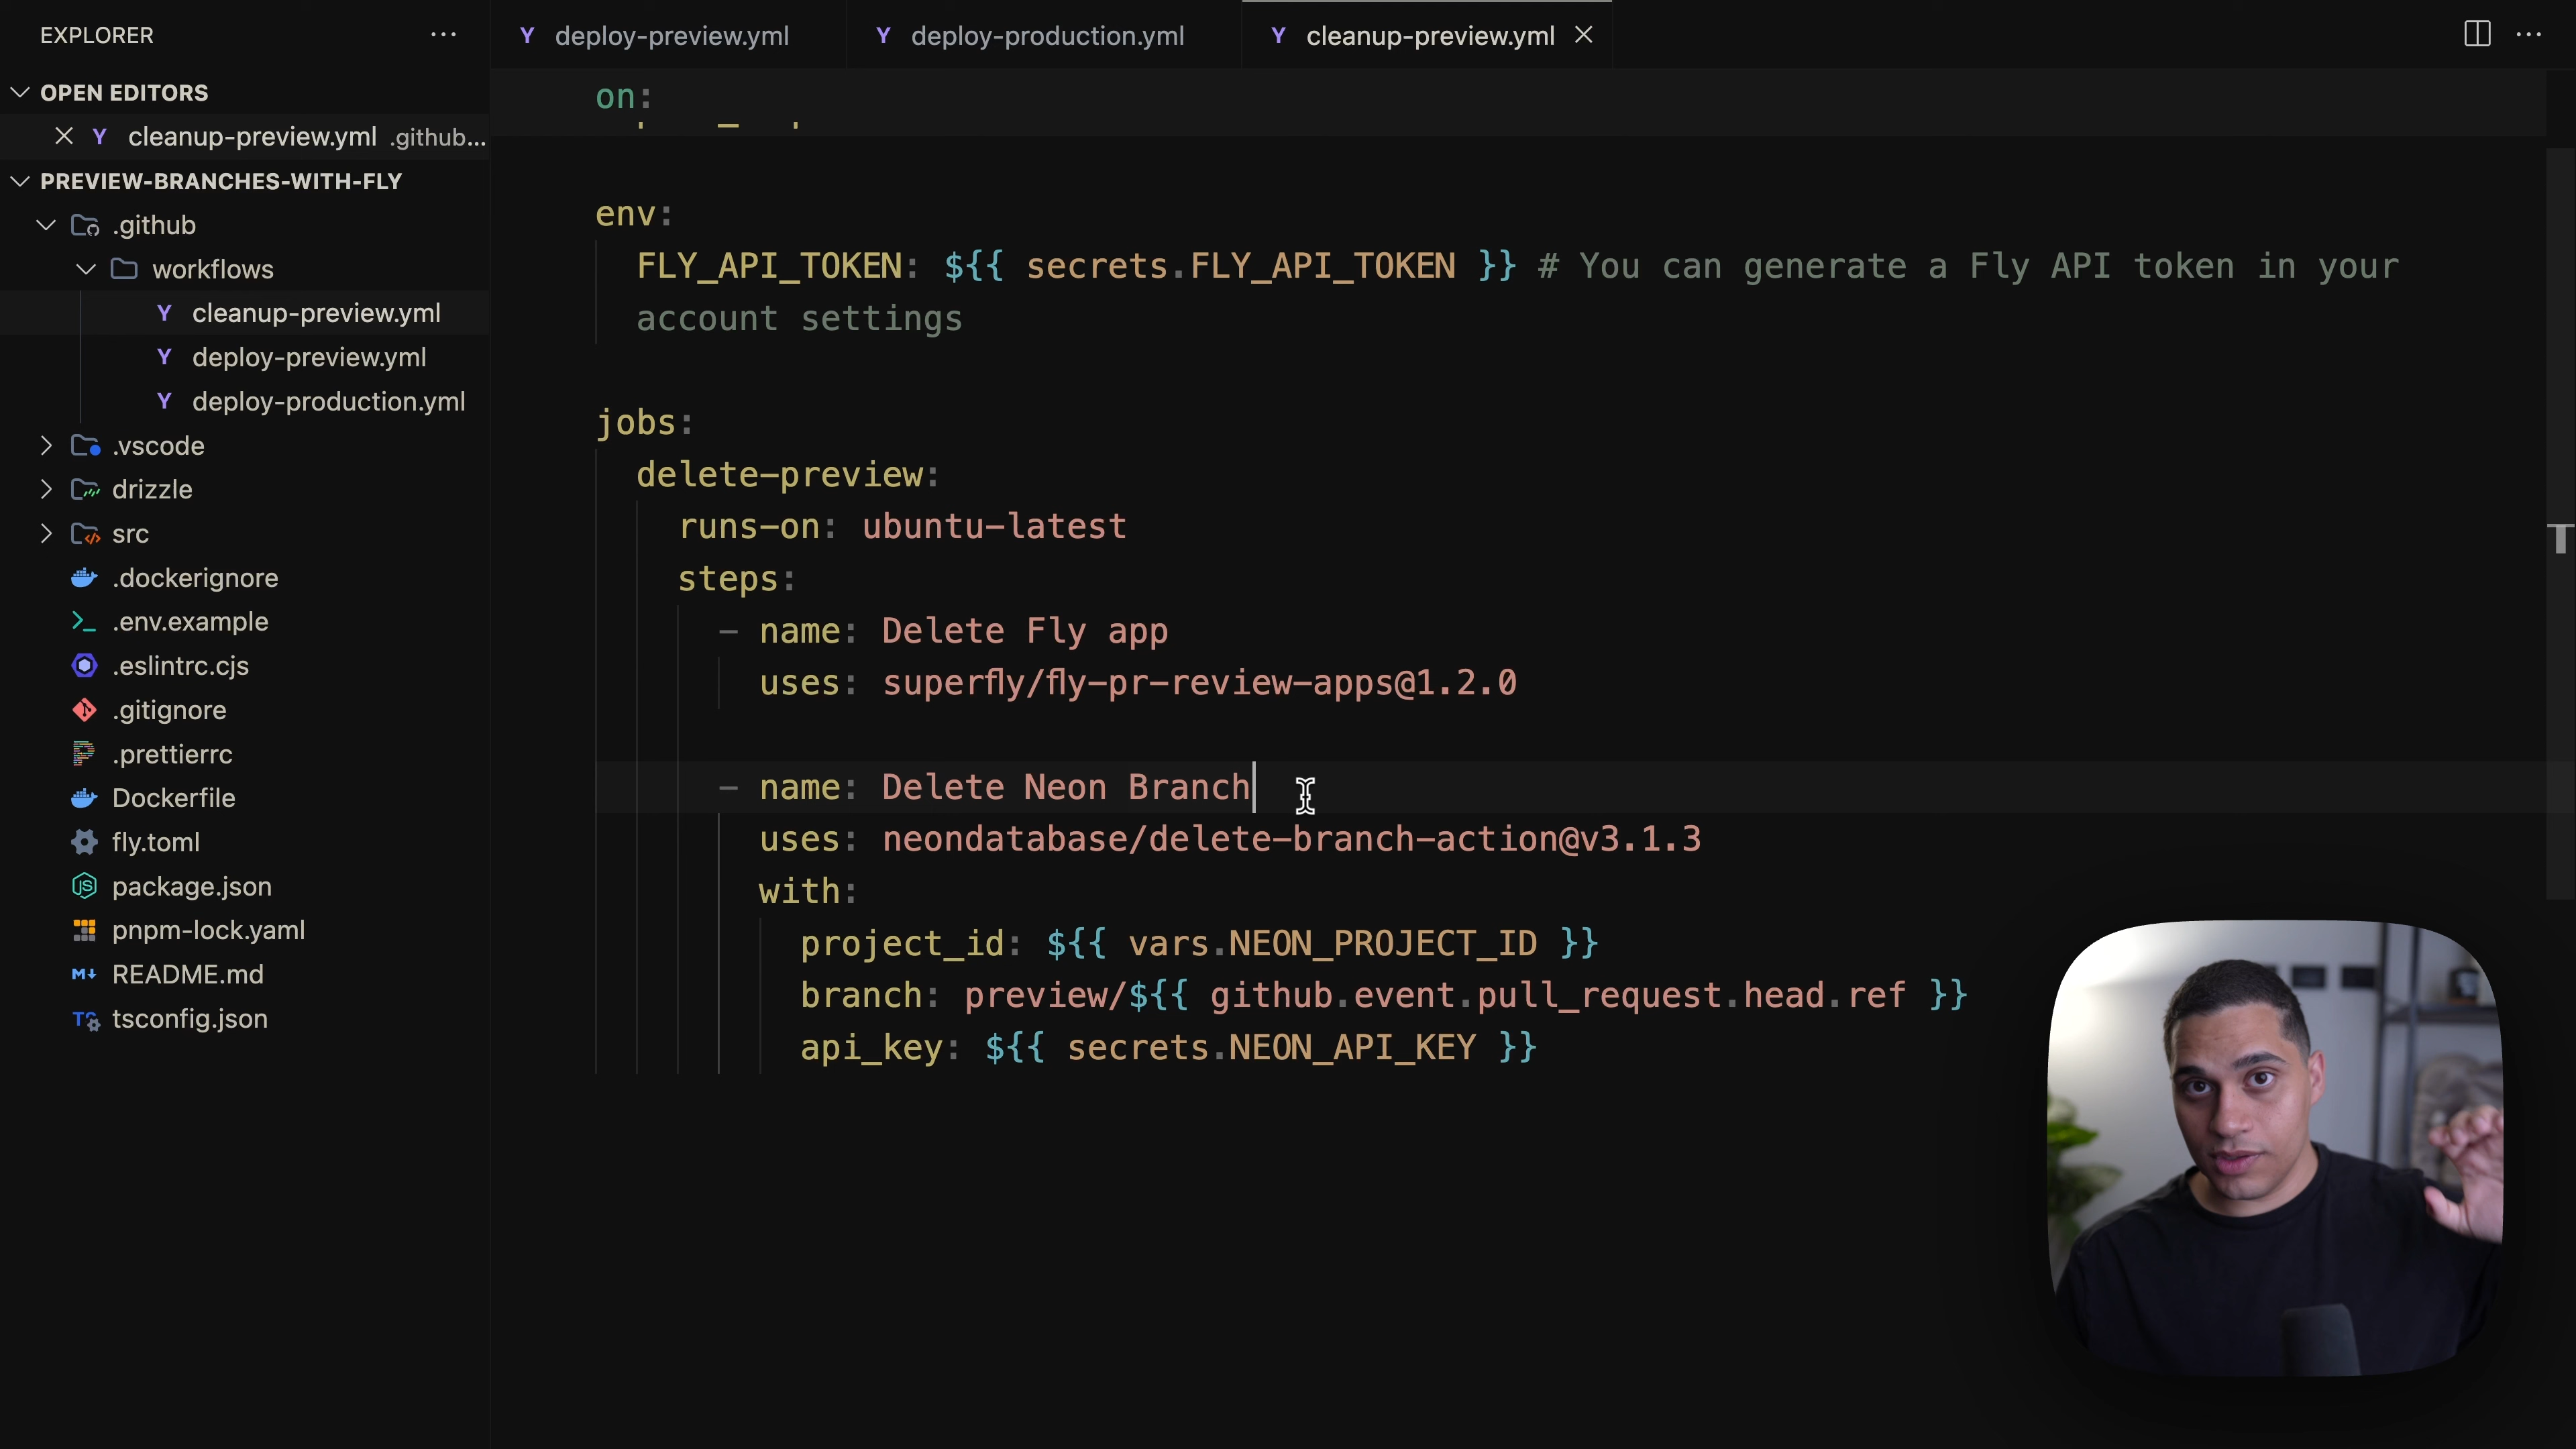 EXPLORER
OPEN EDITORS
cleanup-preview.yml .github...
PREVIEW-BRANCHES-WITH-FLY
.github
workflows
cleanup-preview.yml
deploy-preview.yml
deploy-production.yml
.vscode
drizzle
src
.dockerignore
.env.example
.eslintrc.cjs
.gitignore
.prettierrc
Dockerfile
fly.toml
package.json
pnpm-lock.yaml
README.md
tsconfig.json
deploy-preview.yml
deploy-production.yml
cleanup-preview.yml
on:
env:
FLY_API_TOKEN: ${{ secrets.FLY_API_TOKEN }} # You can generate a Fly API token in your
account settings
jobs:
delete-preview:
runs-on: ubuntu-latest
steps:
- name: Delete Fly app
uses: superfly/fly-pr-review-apps@1.2.0
- name: Delete Neon Branch
uses: neondatabase/delete-branch-action@v3.1.3
with:
project_id: ${{ vars.NEON_PROJECT_ID }}
branch: preview/${{ github.event.pull_request.head.ref }}
api_key: ${{ secrets.NEON_API_KEY }}